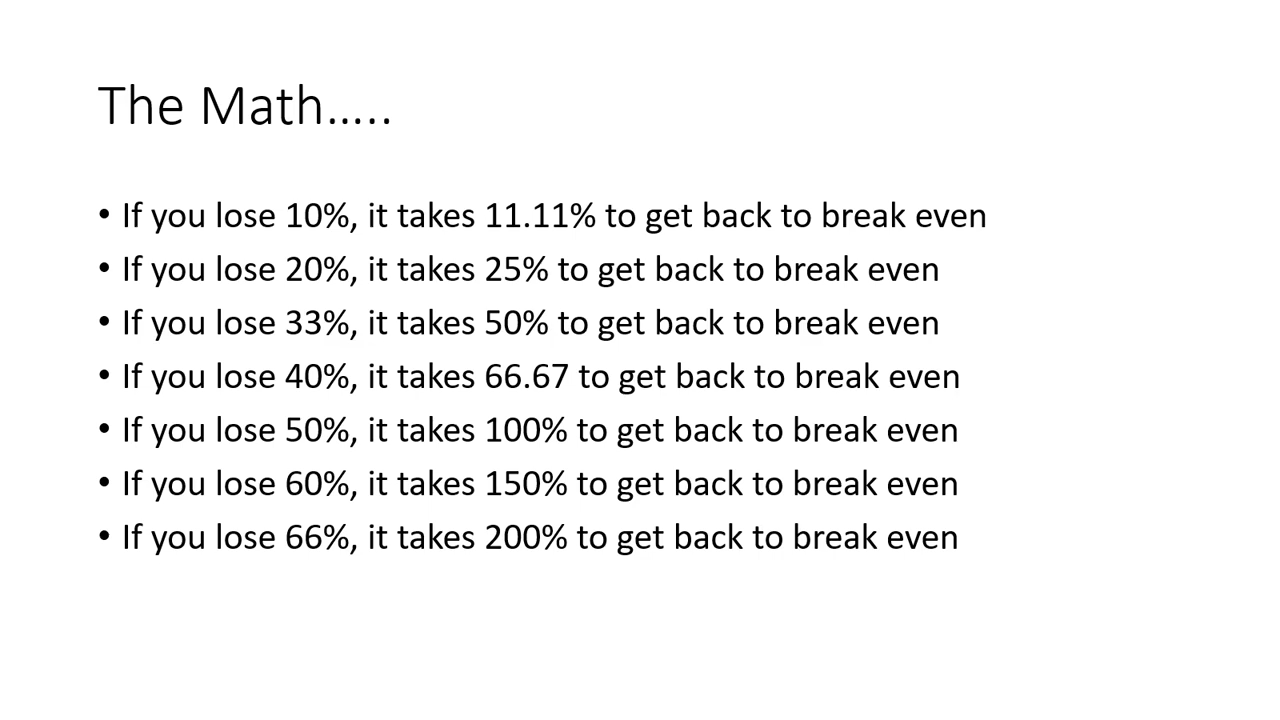 The Math…..
• If you lose 10%, it takes 11.11% to get back to break even
• If you lose 20%, it takes 25% to get back to break even
• If you lose 33%, it takes 50% to get back to break even
• If you lose 40%, it takes 66.67 to get back to break even
• If you lose 50%, it takes 100% to get back to break even
• If you lose 60%, it takes 150% to get back to break even
• If you lose 66%, it takes 200% to get back to break even